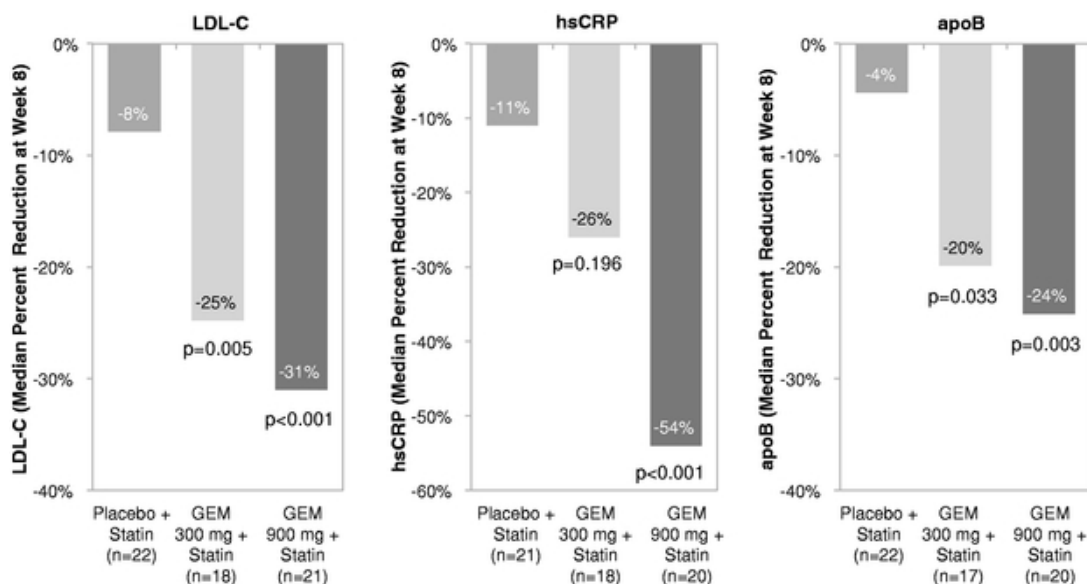 LDL-C
LDL-C (Median Percent Reduction at Week 8)
0%
-10%
-20%
-30%
-40%
-8%
-25%
p=0.005
-31%
p<0.001
Placebo +
Statin
(n=22)
GEM
300 mg +
Statin
(n=18)
GEM
900 mg +
Statin
(n=21)
hsCRP
hsCRP (Median Percent Reduction at Week 8)
0%
-10%
-20%
-30%
-40%
-50%
-60%
-11%
-26%
p=0.196
-54%
p<0.001
Placebo +
Statin
(n=21)
GEM
300 mg +
Statin
(n=18)
GEM
900 mg +
Statin
(n=20)
apoB
apoB (Median Percent Reduction at Week 8)
0%
-10%
-20%
-30%
-40%
-4%
-20%
p=0.033
-24%
p=0.003
Placebo +
Statin
(n=22)
GEM
300 mg +
Statin
(n=17)
GEM
900 mg +
Statin
(n=20)